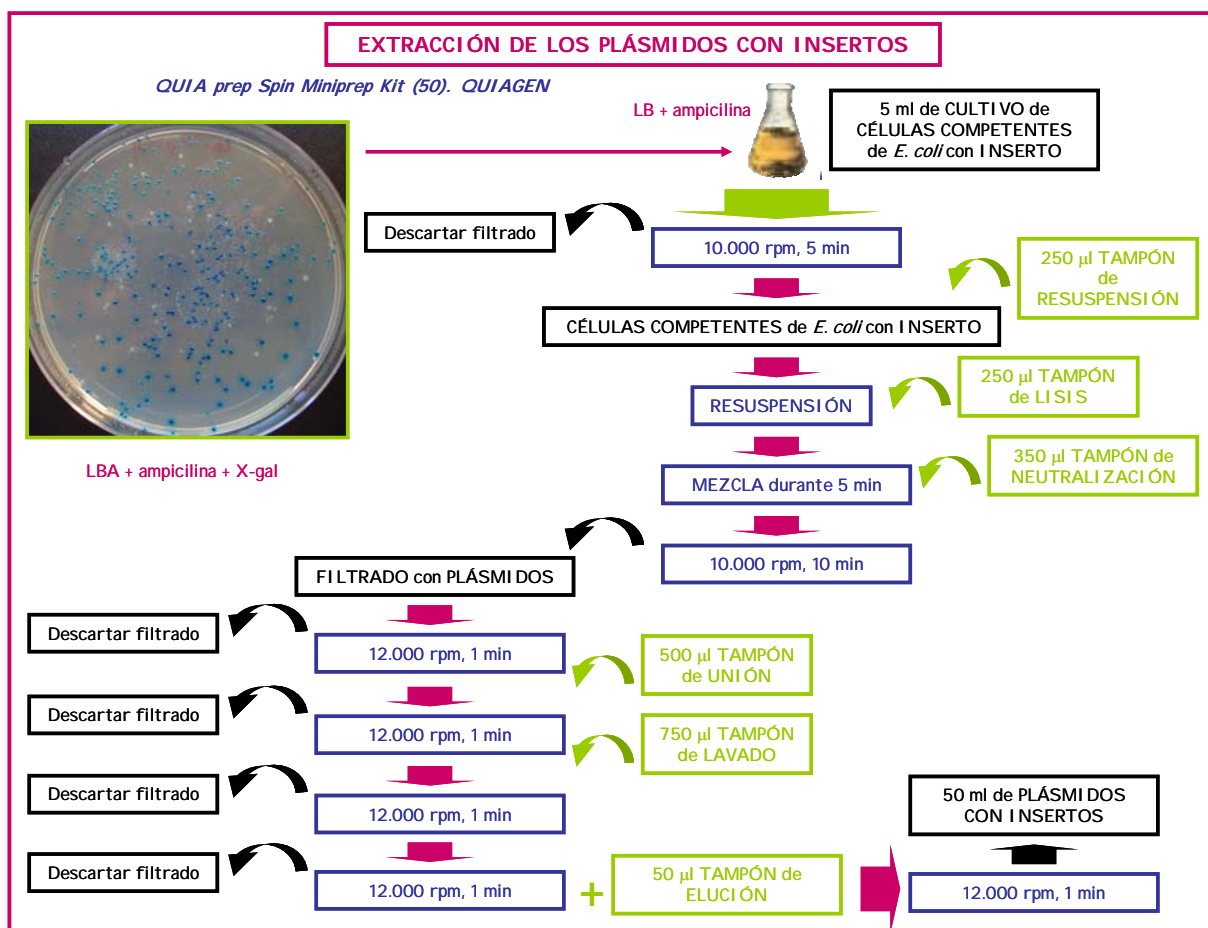 EXTRACCIÓN DE LOS PLÁSMIDOS CON INSERTOS
QUIA prep Spin Miniprep Kit (50). QUIAGEN
LB + ampicilina
5 ml de CULTIVO de
CÉLULAS COMPETENTES
de E. coli con INSERTO
Descartar filtrado
10.000 rpm, 5 min
250 µl TAMPÓN
de
RESUSPENSIÓN
CÉLULAS COMPETENTES de E. coli con INSERTO
250 µl TAMPÓN
de LISIS
RESUSPENSIÓN
LBA + ampicilina + X-gal
350 µl TAMPÓN de
NEUTRALIZACIÓN
MEZCLA durante 5 min
10.000 rpm, 10 min
FILTRADO con PLÁSMIDOS
Descartar filtrado
12.000 rpm, 1 min
500 µl TAMPÓN
de UNIÓN
Descartar filtrado
12.000 rpm, 1 min
750 µl TAMPÓN
de LAVADO
Descartar filtrado
12.000 rpm, 1 min
50 ml de PLÁSMIDOS
CON INSERTOS
Descartar filtrado
12.000 rpm, 1 min
+
50 µl TAMPÓN de
ELUCIÓN
12.000 rpm, 1 min